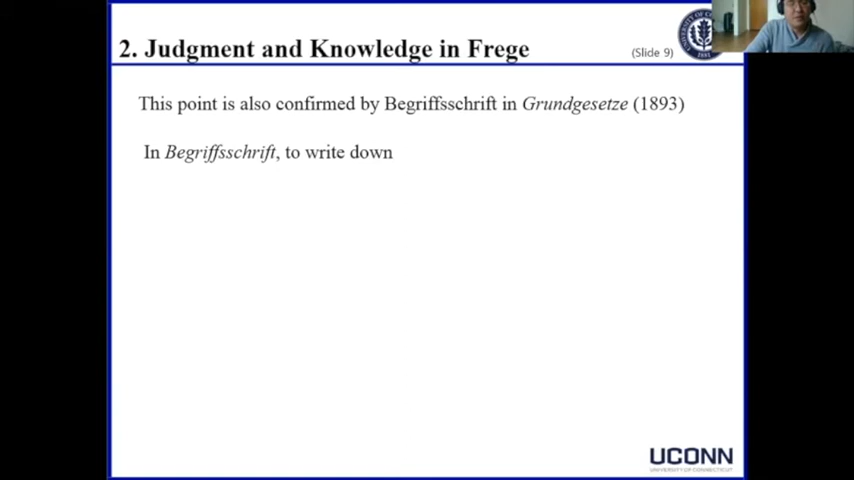 2. Judgment and Knowledge in Frege
(Slide 9)
This point is also confirmed by Begriffsschrift in Grundgesetze (1893)
In Begriffsschrift, to write down
UCONN
UNIVERSITY OF CONNECTICUT